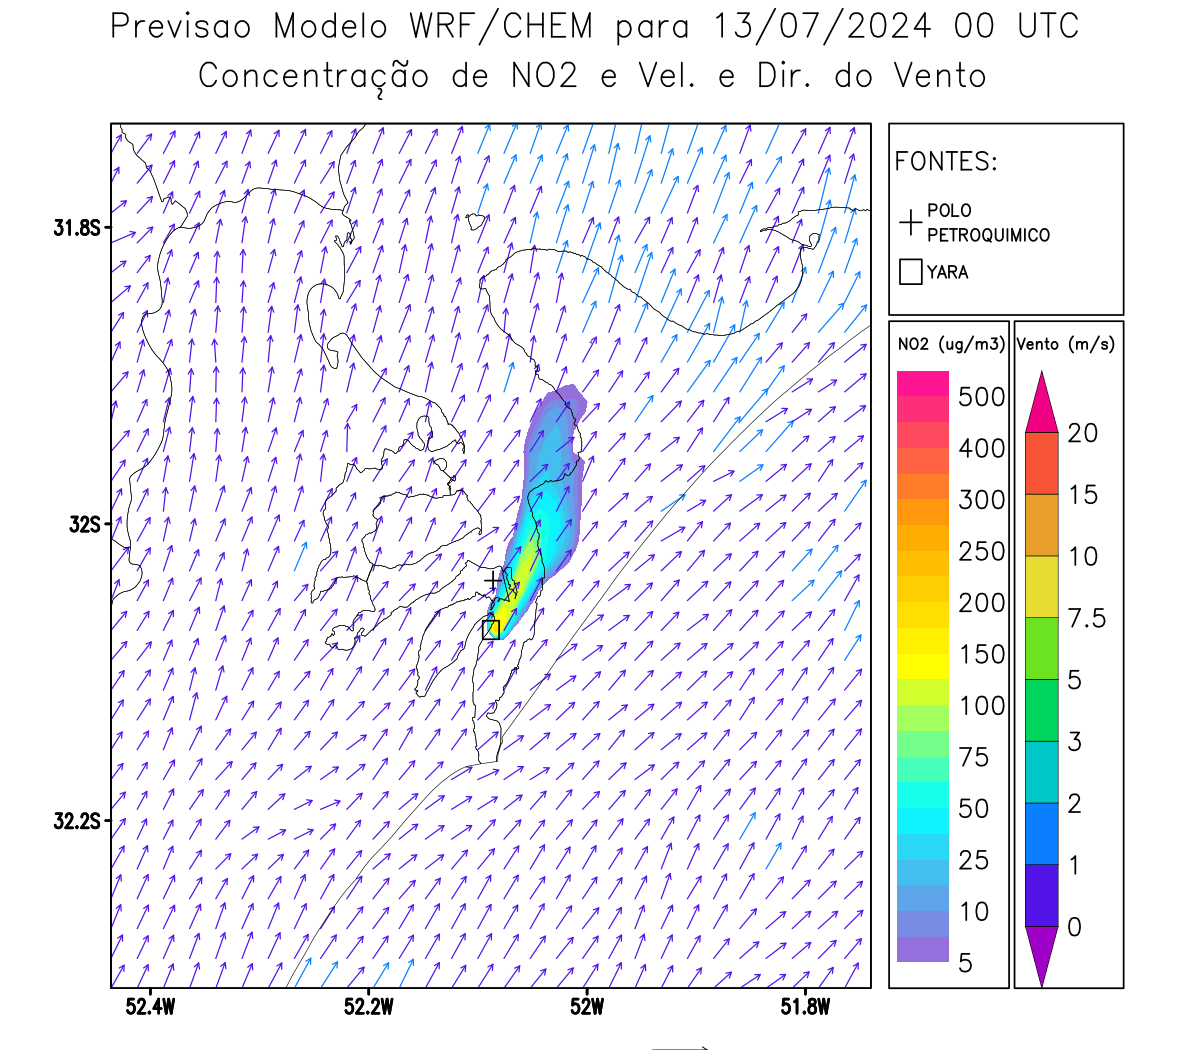 Previsao Modelo WRF/CHEM para 13/07/2024 00 UTC
Concentração de NO2 e Vel. e Dir. do Vento
FONTES:
POLO
PETROQUIMICO
YARA
NO2 (ug/m3)
500
400
300
250
200
150
100
75
50
25
10
5
Vento (m/s)
20
15
10
7.5
5
3
2
1
0
31.8S
32S
32.2S
52.4W
52.2W
52W
51.8W